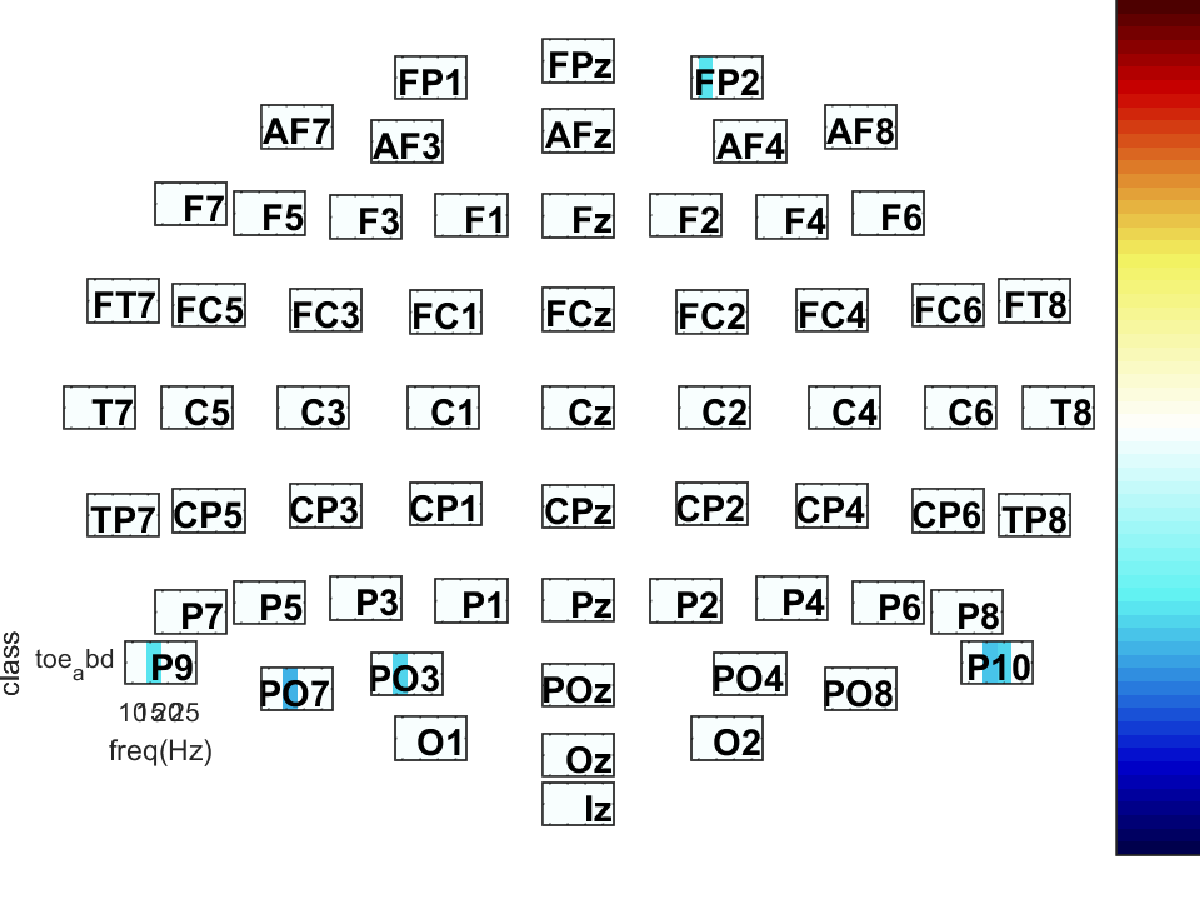 FPz
FP1 FP2
AF7 AF3 AFz AF4 AF8
F7 F5 F3 F1 Fz F2 F4 F6
FT7 FC5 FC3 FC1 FCz FC2 FC4 FC6 FT8
T7 C5 C3 C1 Cz C2 C4 C6 T8
TP7 CP5 CP3 CP1 CPz CP2 CP4 CP6 TP8
P7 P5 P3 P1 Pz P2 P4 P6 P8
class
toe_abd P9 P10
PO7 PO3 POz PO4 PO8
10 15 20 25
freq(Hz)
O1 Oz O2
Iz